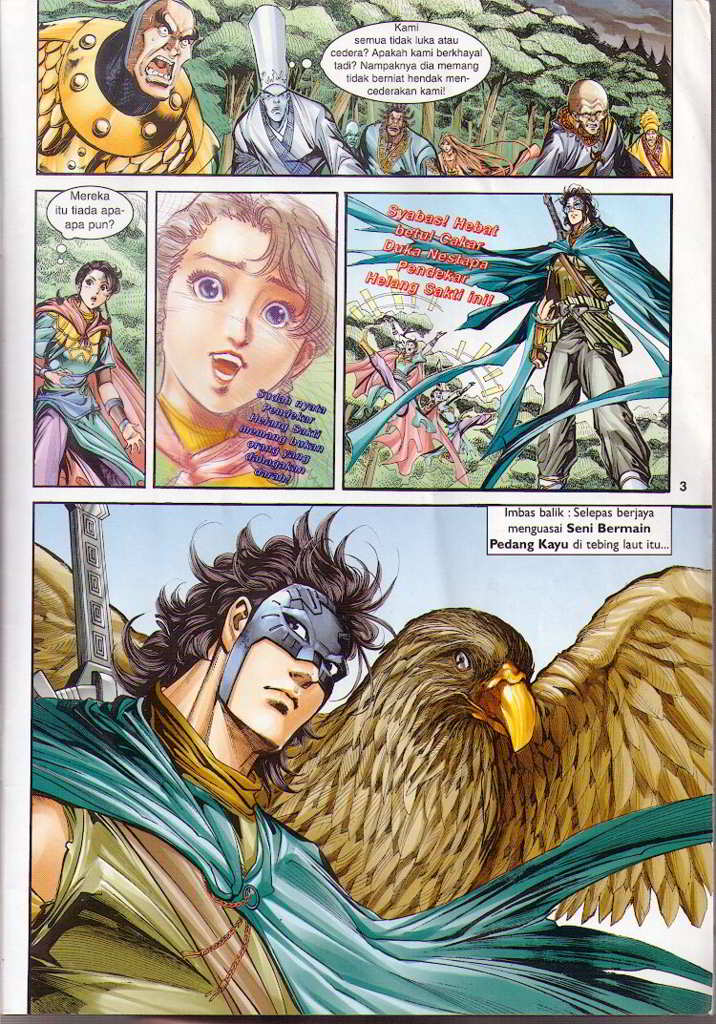 Kami
semua tidak luka atau
cedera? Apakah kami berkhayal
tadi? Nampaknya dia memang
tidak berniat hendak men-
cederakan kami!
Mereka
itu tiada apa-
apa pun?
Sudah nyata
Pendekar
Helang Sakti
memang bukan
orang yang
dahagakan
darah!
Syabas! Hebat
betul Cakar
Duka Nestapa
Pendekar
Helang Sakti ini!
3
Imbas balik : Selepas berjaya
menguasai Seni Bermain
Pedang Kayu di tebing laut itu...